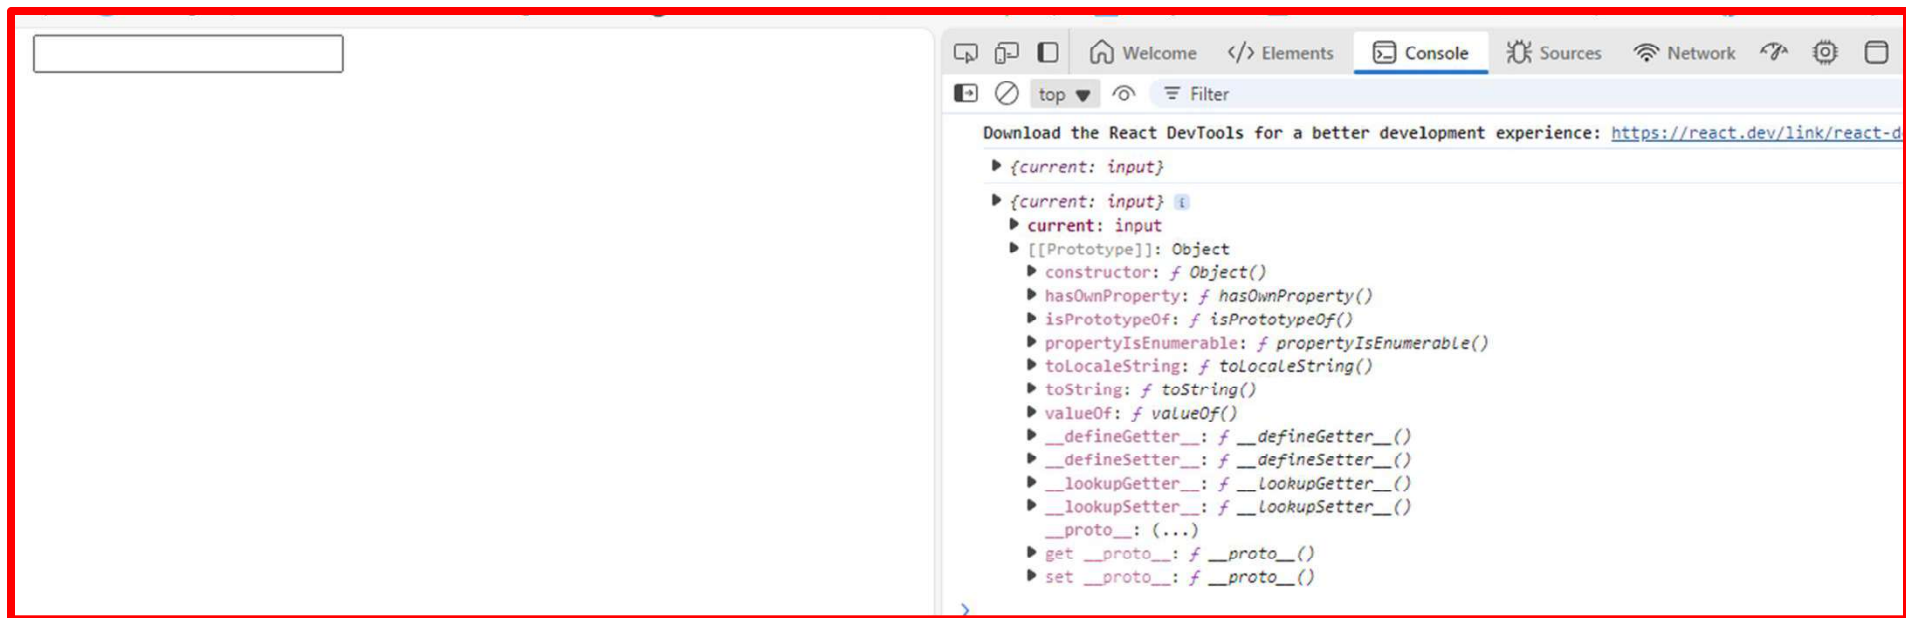 Welcome </> Elements Console Sources Network
top Filter
Download the React DevTools for a better development experience: https://react.dev/link/react-d
{current: input}
{current: input} i
current: input
[[Prototype]]: Object
constructor: ƒ Object()
hasOwnProperty: ƒ hasOwnProperty()
isPrototypeOf: ƒ isPrototypeOf()
propertyIsEnumerable: ƒ propertyIsEnumerable()
toLocaleString: ƒ toLocaleString()
toString: ƒ toString()
valueOf: ƒ valueOf()
__defineGetter__: ƒ __defineGetter__()
__defineSetter__: ƒ __defineSetter__()
__lookupGetter__: ƒ __lookupGetter__()
__lookupSetter__: ƒ __lookupSetter__()
__proto__: (...)
get __proto__: ƒ __proto__()
set __proto__: ƒ __proto__()